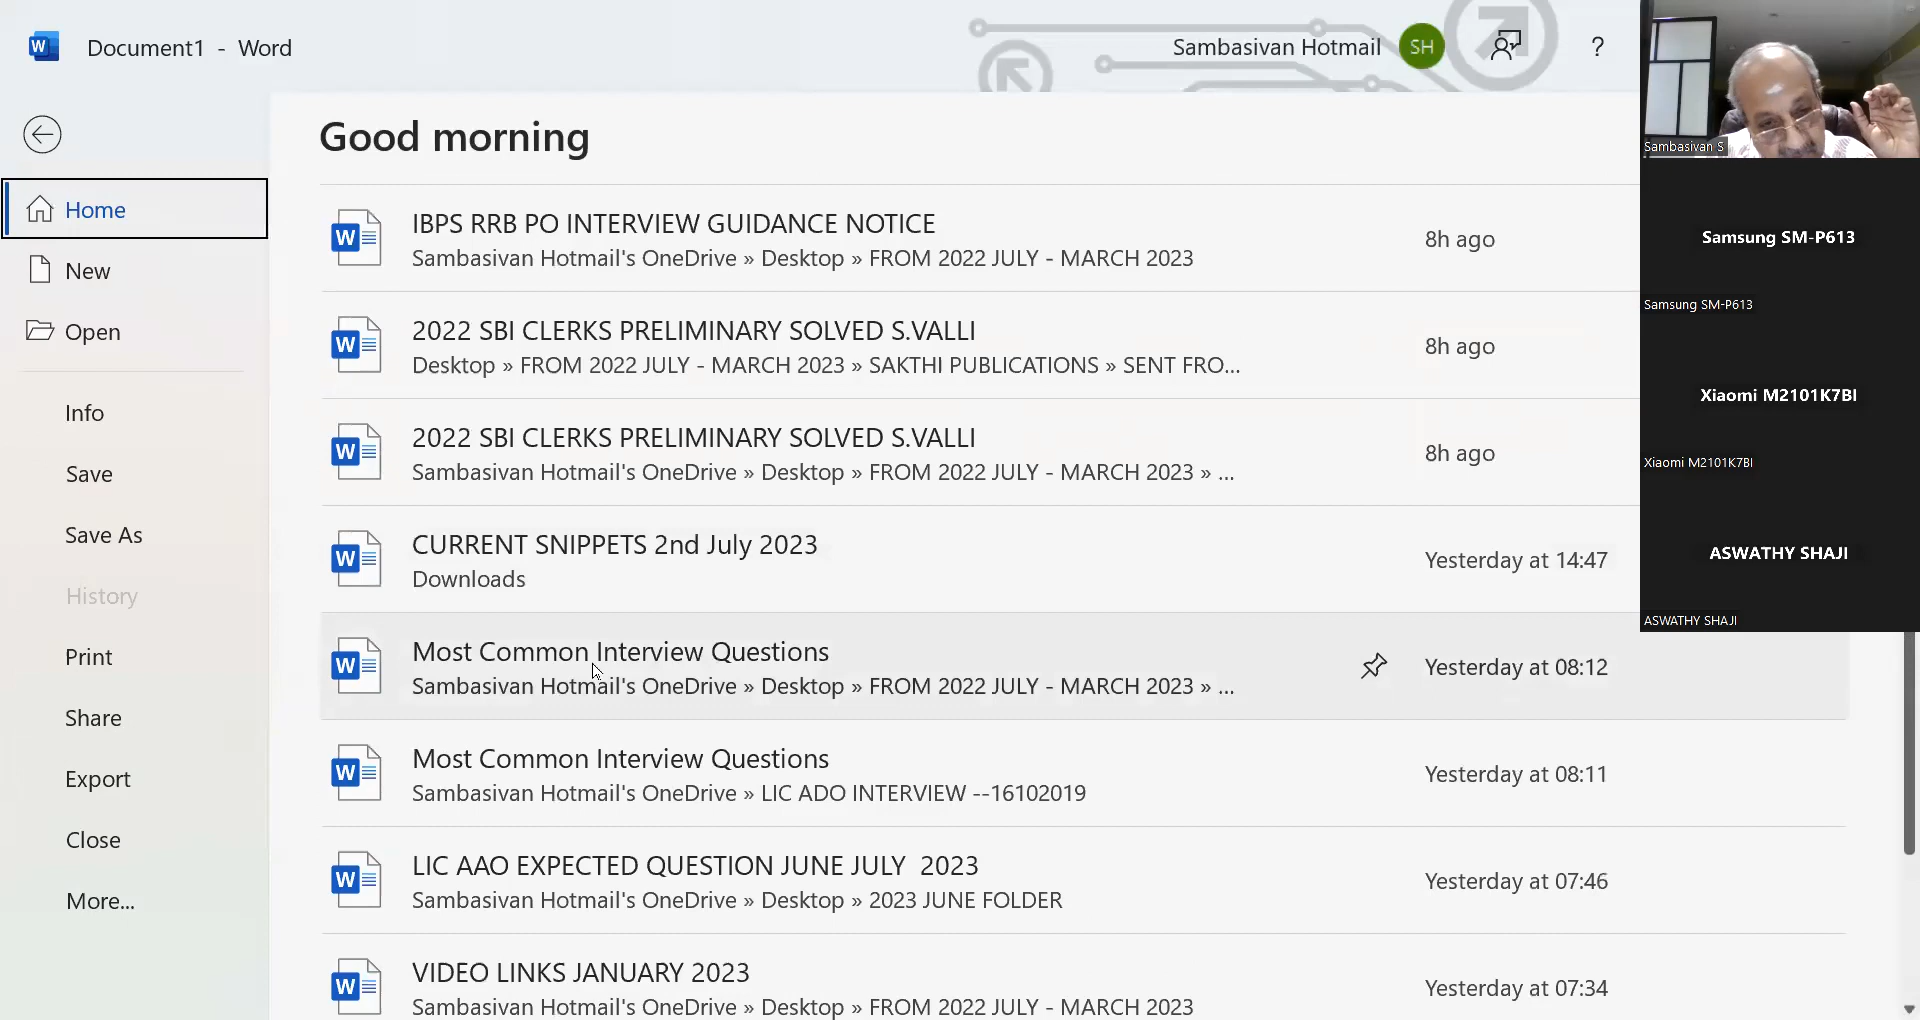 Document1 - Word
Sambasivan Hotmail
SH
?
Good morning
Home
New
Open
Info
Save
Save As
History
Print
Share
Export
Close
More...
IBPS RRB PO INTERVIEW GUIDANCE NOTICE
Sambasivan Hotmail's OneDrive » Desktop » FROM 2022 JULY - MARCH 2023
8h ago
2022 SBI CLERKS PRELIMINARY SOLVED S.VALLI
Desktop » FROM 2022 JULY - MARCH 2023 » SAKTHI PUBLICATIONS » SENT FRO...
8h ago
2022 SBI CLERKS PRELIMINARY SOLVED S.VALLI
Sambasivan Hotmail's OneDrive » Desktop » FROM 2022 JULY - MARCH 2023 » ...
8h ago
CURRENT SNIPPETS 2nd July 2023
Downloads
Yesterday at 14:47
Most Common Interview Questions
Sambasivan Hotmail's OneDrive » Desktop » FROM 2022 JULY - MARCH 2023 » ...
Yesterday at 08:12
Most Common Interview Questions
Sambasivan Hotmail's OneDrive » LIC ADO INTERVIEW --16102019
Yesterday at 08:11
LIC AAO EXPECTED QUESTION JUNE JULY 2023
Sambasivan Hotmail's OneDrive » Desktop » 2023 JUNE FOLDER
Yesterday at 07:46
VIDEO LINKS JANUARY 2023
Sambasivan Hotmail's OneDrive » Desktop » FROM 2022 JULY - MARCH 2023
Yesterday at 07:34
Sambasivan S
Samsung SM-P613
Samsung SM-P613
Xiaomi M2101K7BI
Xiaomi M2101K7BI
ASWATHY SHAJI
ASWATHY SHAJI